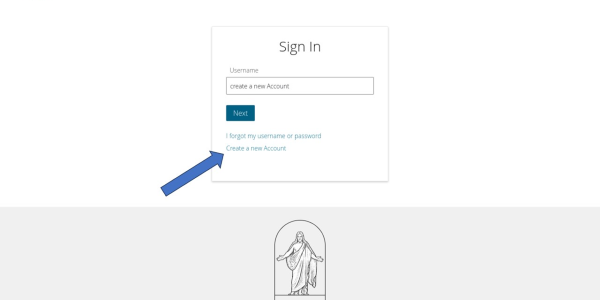 Sign In
Username
create a new Account
Next
I forgot my username or password
Create a new Account